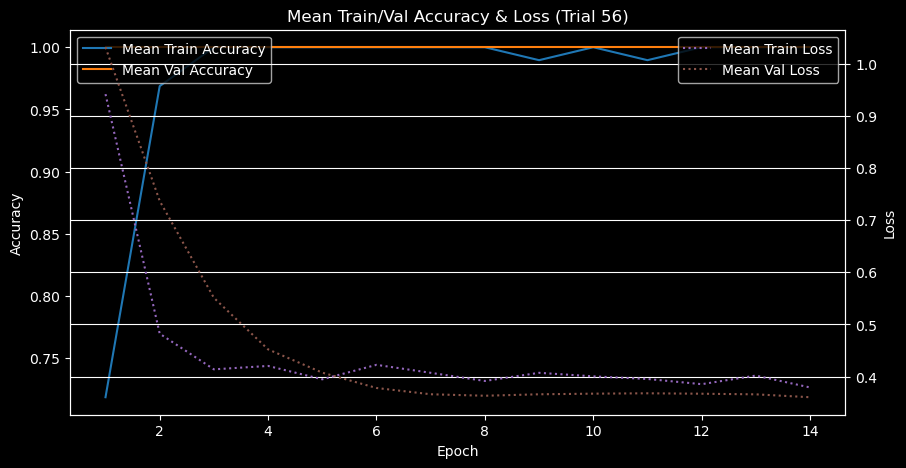 Mean Train/Val Accuracy & Loss (Trial 56)
Mean Train Accuracy
Mean Val Accuracy
Mean Train Loss
Mean Val Loss
1.00
0.95
0.90
0.85
0.80
0.75
Accuracy
1.0
0.9
0.8
0.7
0.6
0.5
0.4
Loss
2 4 6 8 10 12 14
Epoch